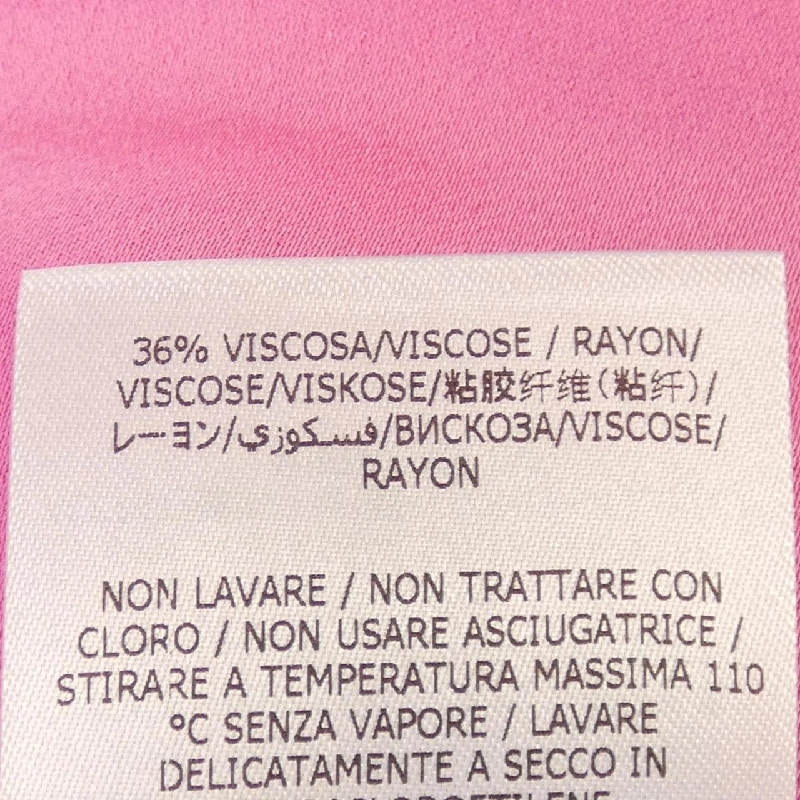 36% VISCOSA/VISCOSE / RAYON/
VISCOSE/VISKOSE/粘胶纤维(粘纤)/
レーヨン/فسكوزي/ВИСКОЗА/VISCOSE/
RAYON
NON LAVARE / NON TRATTARE CON
CLORO / NON USARE ASCIUGATRICE /
STIRARE A TEMPERATURA MASSIMA 110
°C SENZA VAPORE / LAVARE
DELICATAMENTE A SECCO IN